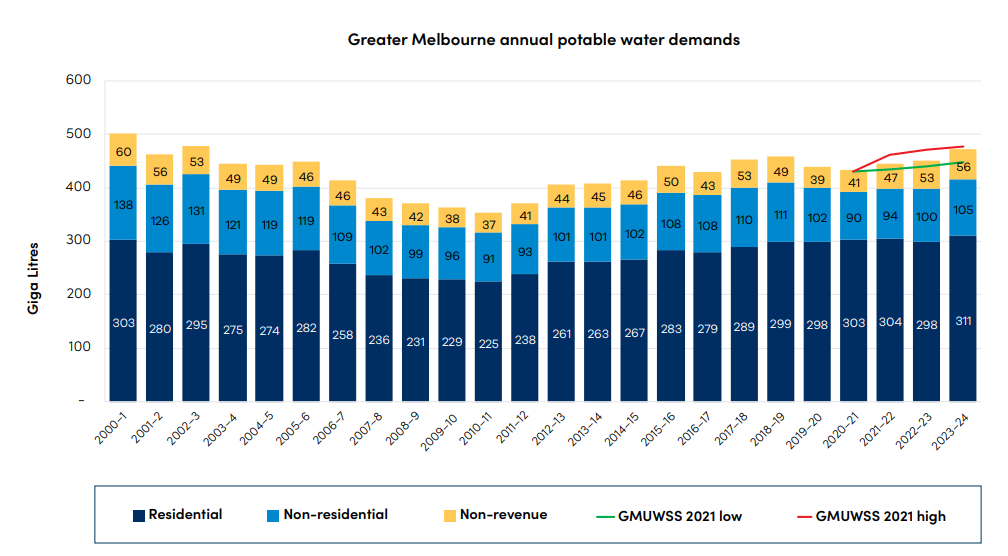 Greater Melbourne annual potable water demands
Giga Litres
600
500
400
300
200
100
-
60 56 53 49 49 46 46 43 42 38 37 41 44 45 46 50 43 53 49 39 41 47 53 56
138 126 131 121 119 119 109 102 99 96 91 93 101 101 102 108 108 110 111 102 90 94 100 105
303 280 295 275 274 282 258 236 231 229 225 238 261 263 267 283 279 289 299 298 303 304 298 311
2000–1 2001–2 2002–3 2003–4 2004–5 2005–6 2006–7 2007–8 2008–9 2009–10 2010–11 2011–12 2012–13 2013–14 2014–15 2015–16 2016–17 2017–18 2018–19 2019–20 2020–21 2021–22 2022–23 2023–24
Residential Non-residential Non-revenue GMUWSS 2021 low GMUWSS 2021 high